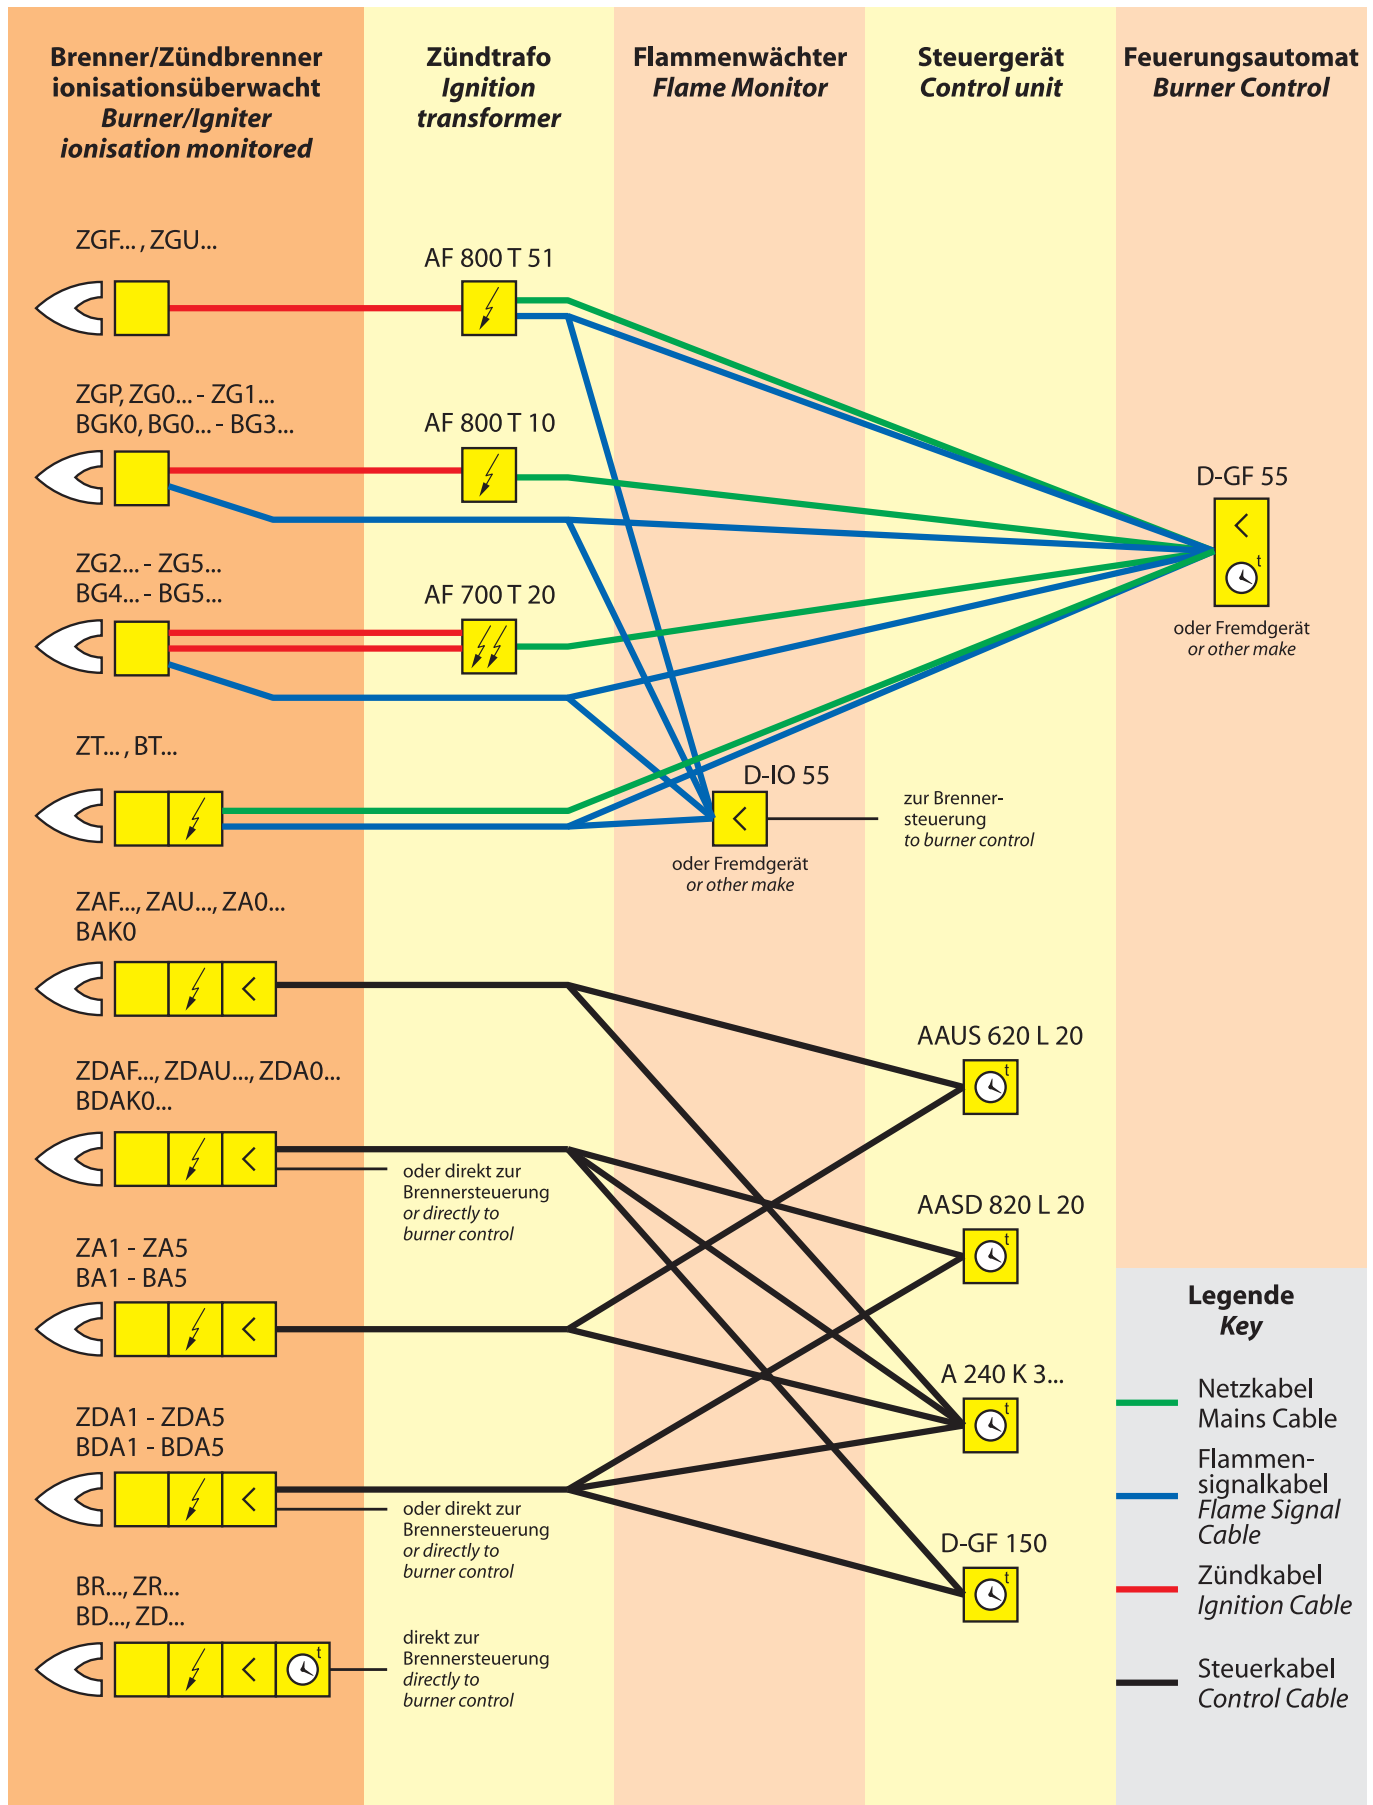 Brenner/Zündbrenner
ionisationsüberwacht
Burner/Igniter
ionisation monitored
Zündtrafo
Ignition
transformer
Flammenwächter
Flame Monitor
Steuergerät
Control unit
Feuerungsautomat
Burner Control
ZGF... , ZGU...
AF 800 T 51
ZGP, ZG0... - ZG1...
BGK0, BG0... - BG3...
AF 800 T 10
D-GF 55
t
oder Fremdgerät
or other make
ZG2... - ZG5...
BG4... - BG5...
AF 700 T 20
ZT... , BT...
D-IO 55
oder Fremdgerät
or other make
zur Brenner-
steuerung
to burner control
ZAF..., ZAU..., ZA0...
BAK0
AAUS 620 L 20
t
ZDAF..., ZDAU..., ZDA0...
BDAK0...
oder direkt zur
Brennersteuerung
or directly to
burner control
AASD 820 L 20
t
ZA1 - ZA5
BA1 - BA5
A 240 K 3...
t
ZDA1 - ZDA5
BDA1 - BDA5
oder direkt zur
Brennersteuerung
or directly to
burner control
D-GF 150
t
BR..., ZR...
BD..., ZD...
t
direkt zur
Brennersteuerung
directly to
burner control
Legende
Key
Netzkabel
Mains Cable
Flammen-
signalkabel
Flame Signal
Cable
Zündkabel
Ignition Cable
Steuerkabel
Control Cable